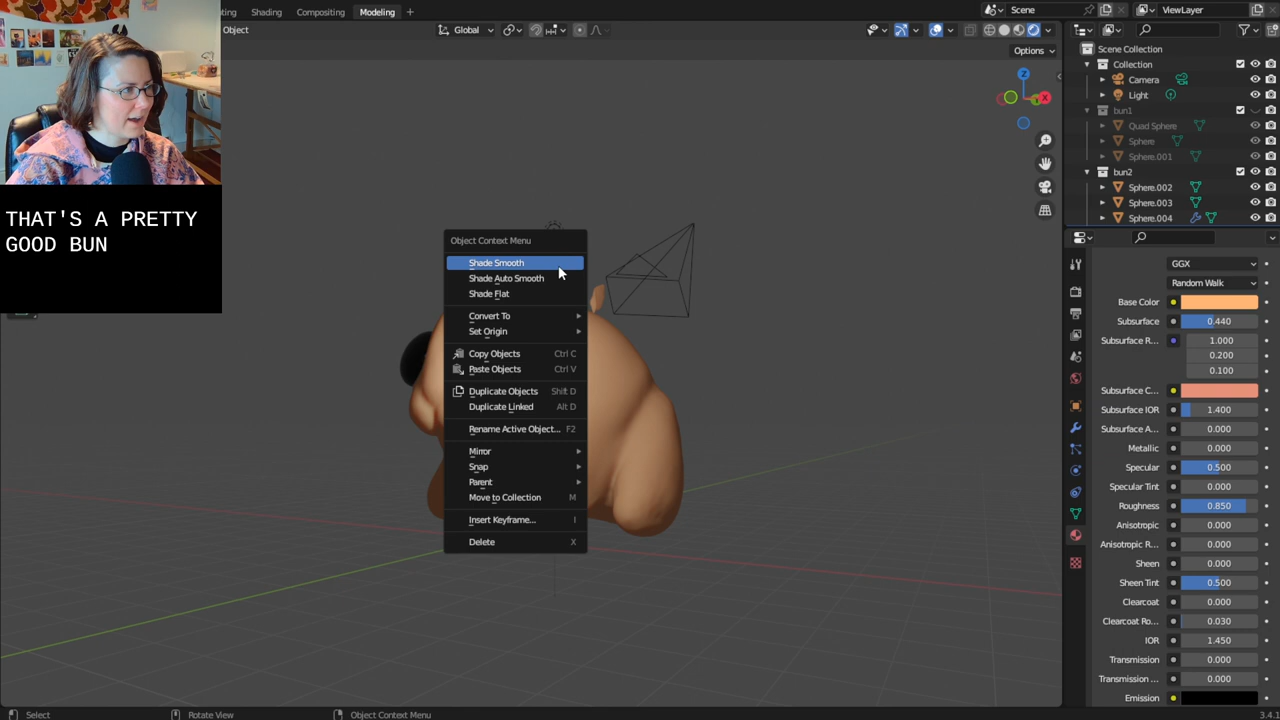 Shading
Compositing
Modeling
+
Scene
ViewLayer
Object
Global
Options
Z
X
Scene Collection
Collection
Camera
Light
bun1
Quad Sphere
Sphere
Sphere.001
bun2
Sphere.002
Sphere.003
Sphere.004
THAT'S A PRETTY
GOOD BUN
Object Context Menu
Shade Smooth
Shade Auto Smooth
Shade Flat
Convert To
Set Origin
Copy Objects Ctrl C
Paste Objects Ctrl V
Duplicate Objects Shift D
Duplicate Linked Alt D
Rename Active Object... F2
Mirror
Snap
Parent
Move to Collection M
Insert Keyframe... I
Delete X
GGX
Random Walk
Base Color
Subsurface 0.440
Subsurface R... 1.000
0.200
0.100
Subsurface C...
Subsurface IOR 1.400
Subsurface A... 0.000
Metallic 0.000
Specular 0.500
Specular Tint 0.000
Roughness 0.850
Anisotropic 0.000
Anisotropic R... 0.000
Sheen 0.000
Sheen Tint 0.500
Clearcoat 0.000
Clearcoat Ro... 0.030
IOR 1.450
Transmission 0.000
Transmission ... 0.000
Emission
Select
Rotate View
Object Context Menu
3.4.1